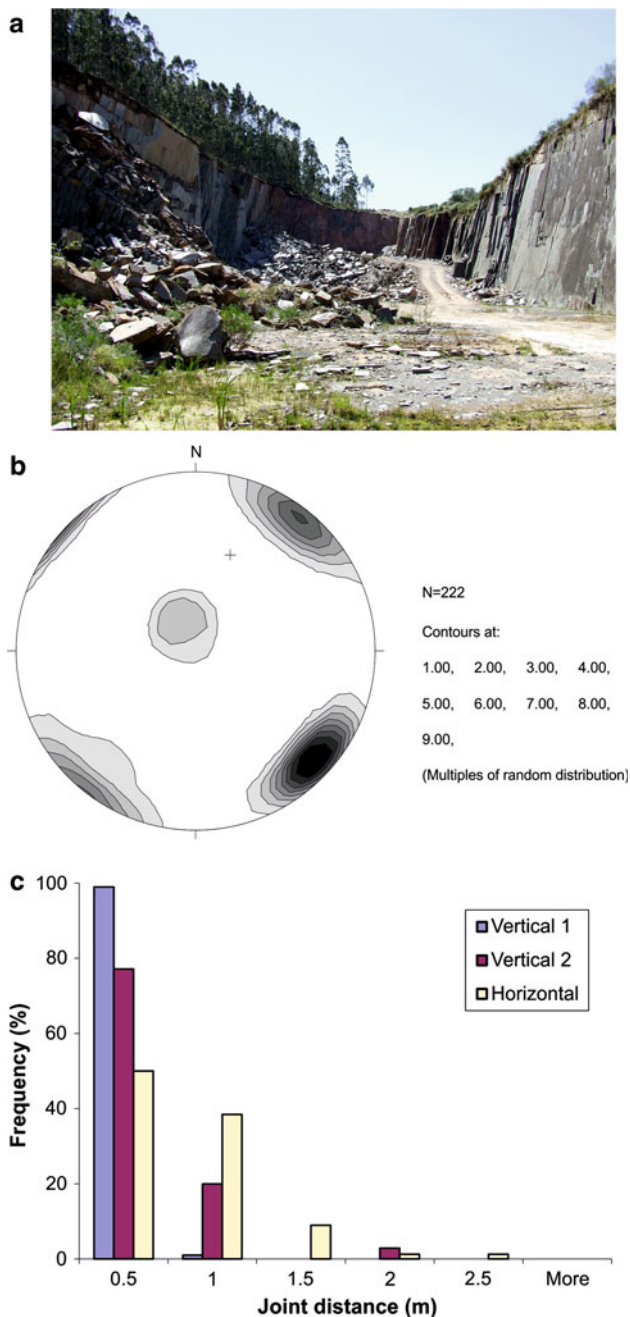 a
b
N
N=222
Contours at:
1.00, 2.00, 3.00, 4.00,
5.00, 6.00, 7.00, 8.00,
9.00,
(Multiples of random distribution)
c
100
80
60
40
20
0
Frequency (%)
Vertical 1
Vertical 2
Horizontal
0.5 1 1.5 2 2.5 More
Joint distance (m)